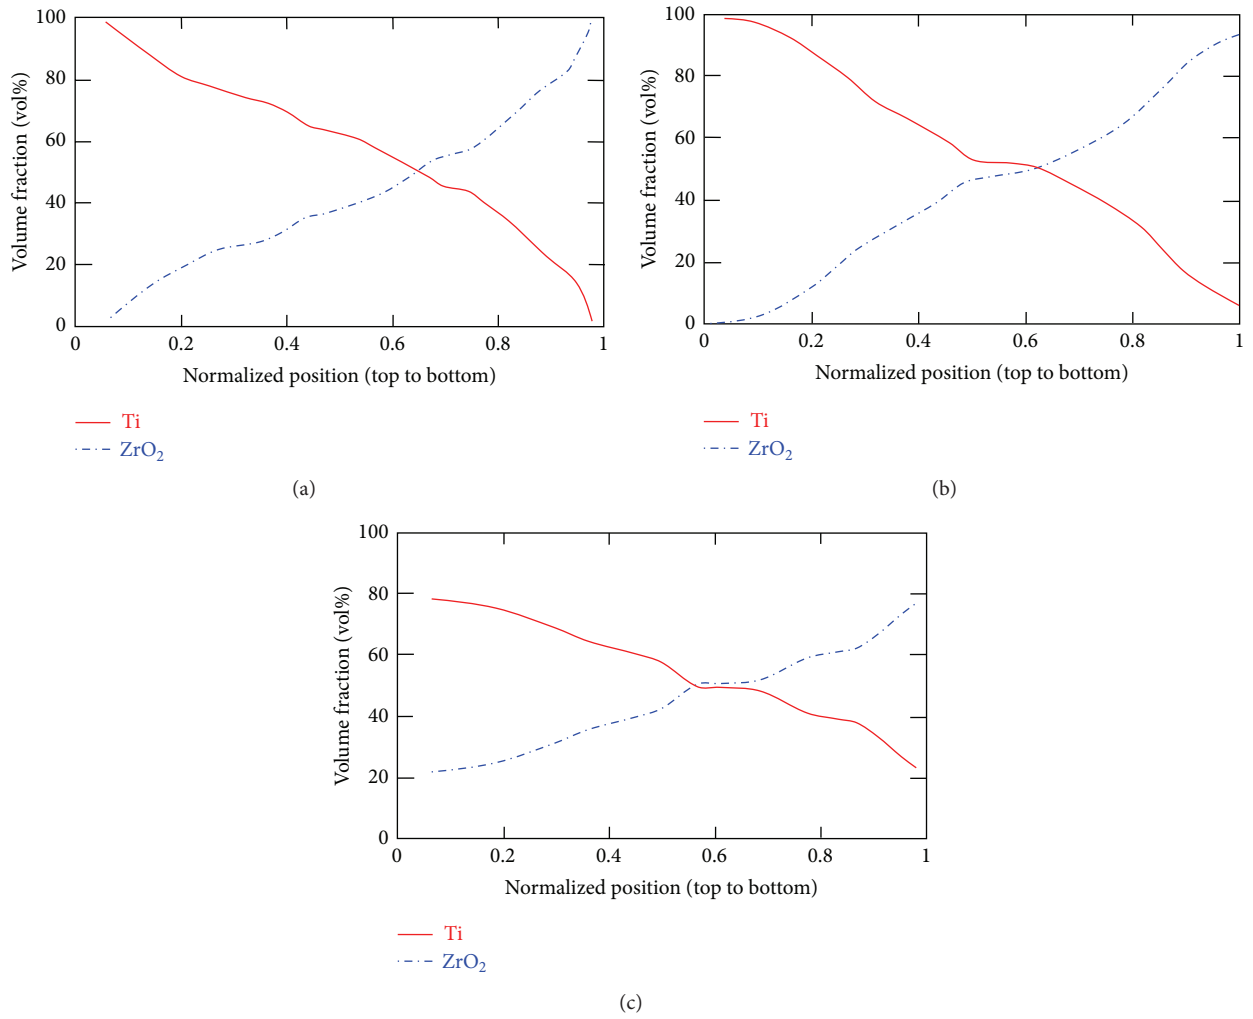 100
80
60
40
20
0
Volume fraction (vol%)
0 0.2 0.4 0.6 0.8 1
Normalized position (top to bottom)
Ti
ZrO₂
(a)
100
80
60
40
20
0
Volume fraction (vol%)
0 0.2 0.4 0.6 0.8 1
Normalized position (top to bottom)
Ti
ZrO₂
(b)
100
80
60
40
20
0
Volume fraction (vol%)
0 0.2 0.4 0.6 0.8 1
Normalized position (top to bottom)
Ti
ZrO₂
(c)